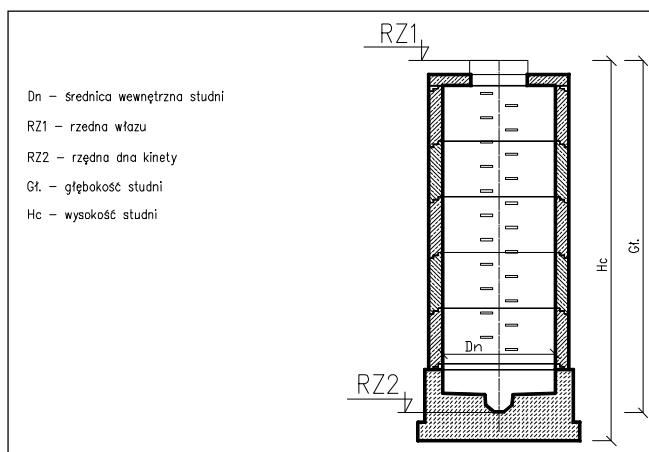 RZ1
Dn – średnica wewnętrzna studni
RZ1 – rzedna włazu
RZ2 – rzędna dna kinety
Gł. – głębokość studni
Hc – wysokość studni
Gł.
Hc
Dn
RZ2